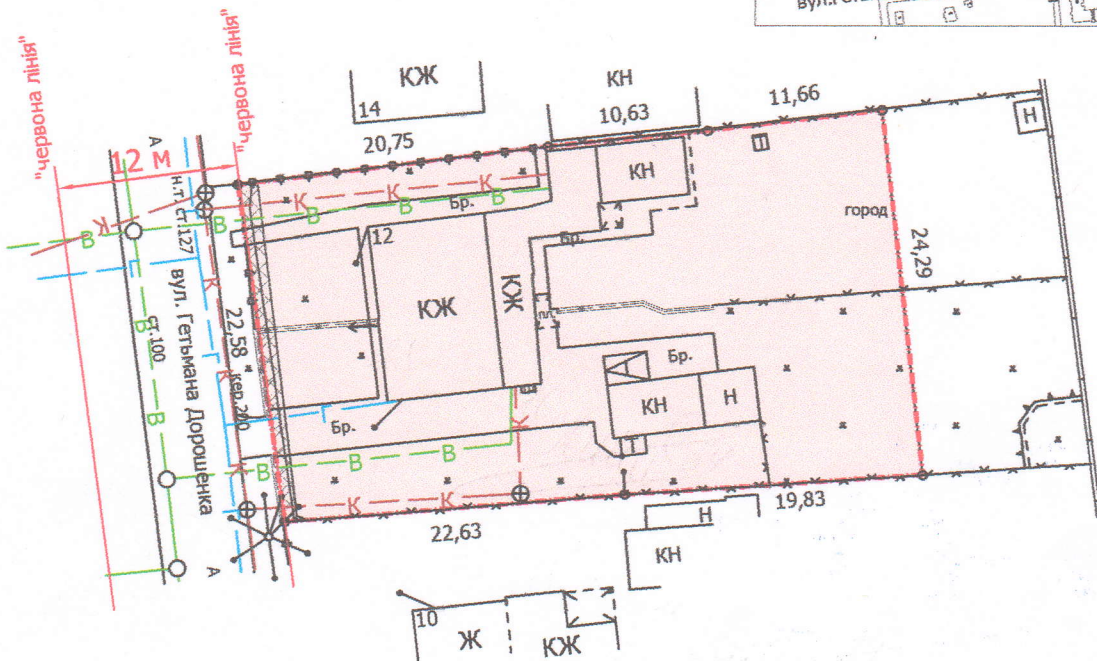 "червона лінія"
"червона лінія"
12 м
КЖ
14
КН
10,63
11,66
20,75
Н
А
н.т. ст.127
К
В
К
К
К
В
В
В
Бр.
КН
К
Бр.
город
24,29
12
КЖ
КЖ
пл
вул. Гетьмана Дорошенка
ст.100
22,58
кер.200
К
К
К
В
В
Г
Г
Г
Бр.
В
В
В
К
К
К
Бр.
КН
Н
Г
22,63
19,83
Н
КН
А
10
Ж
КЖ